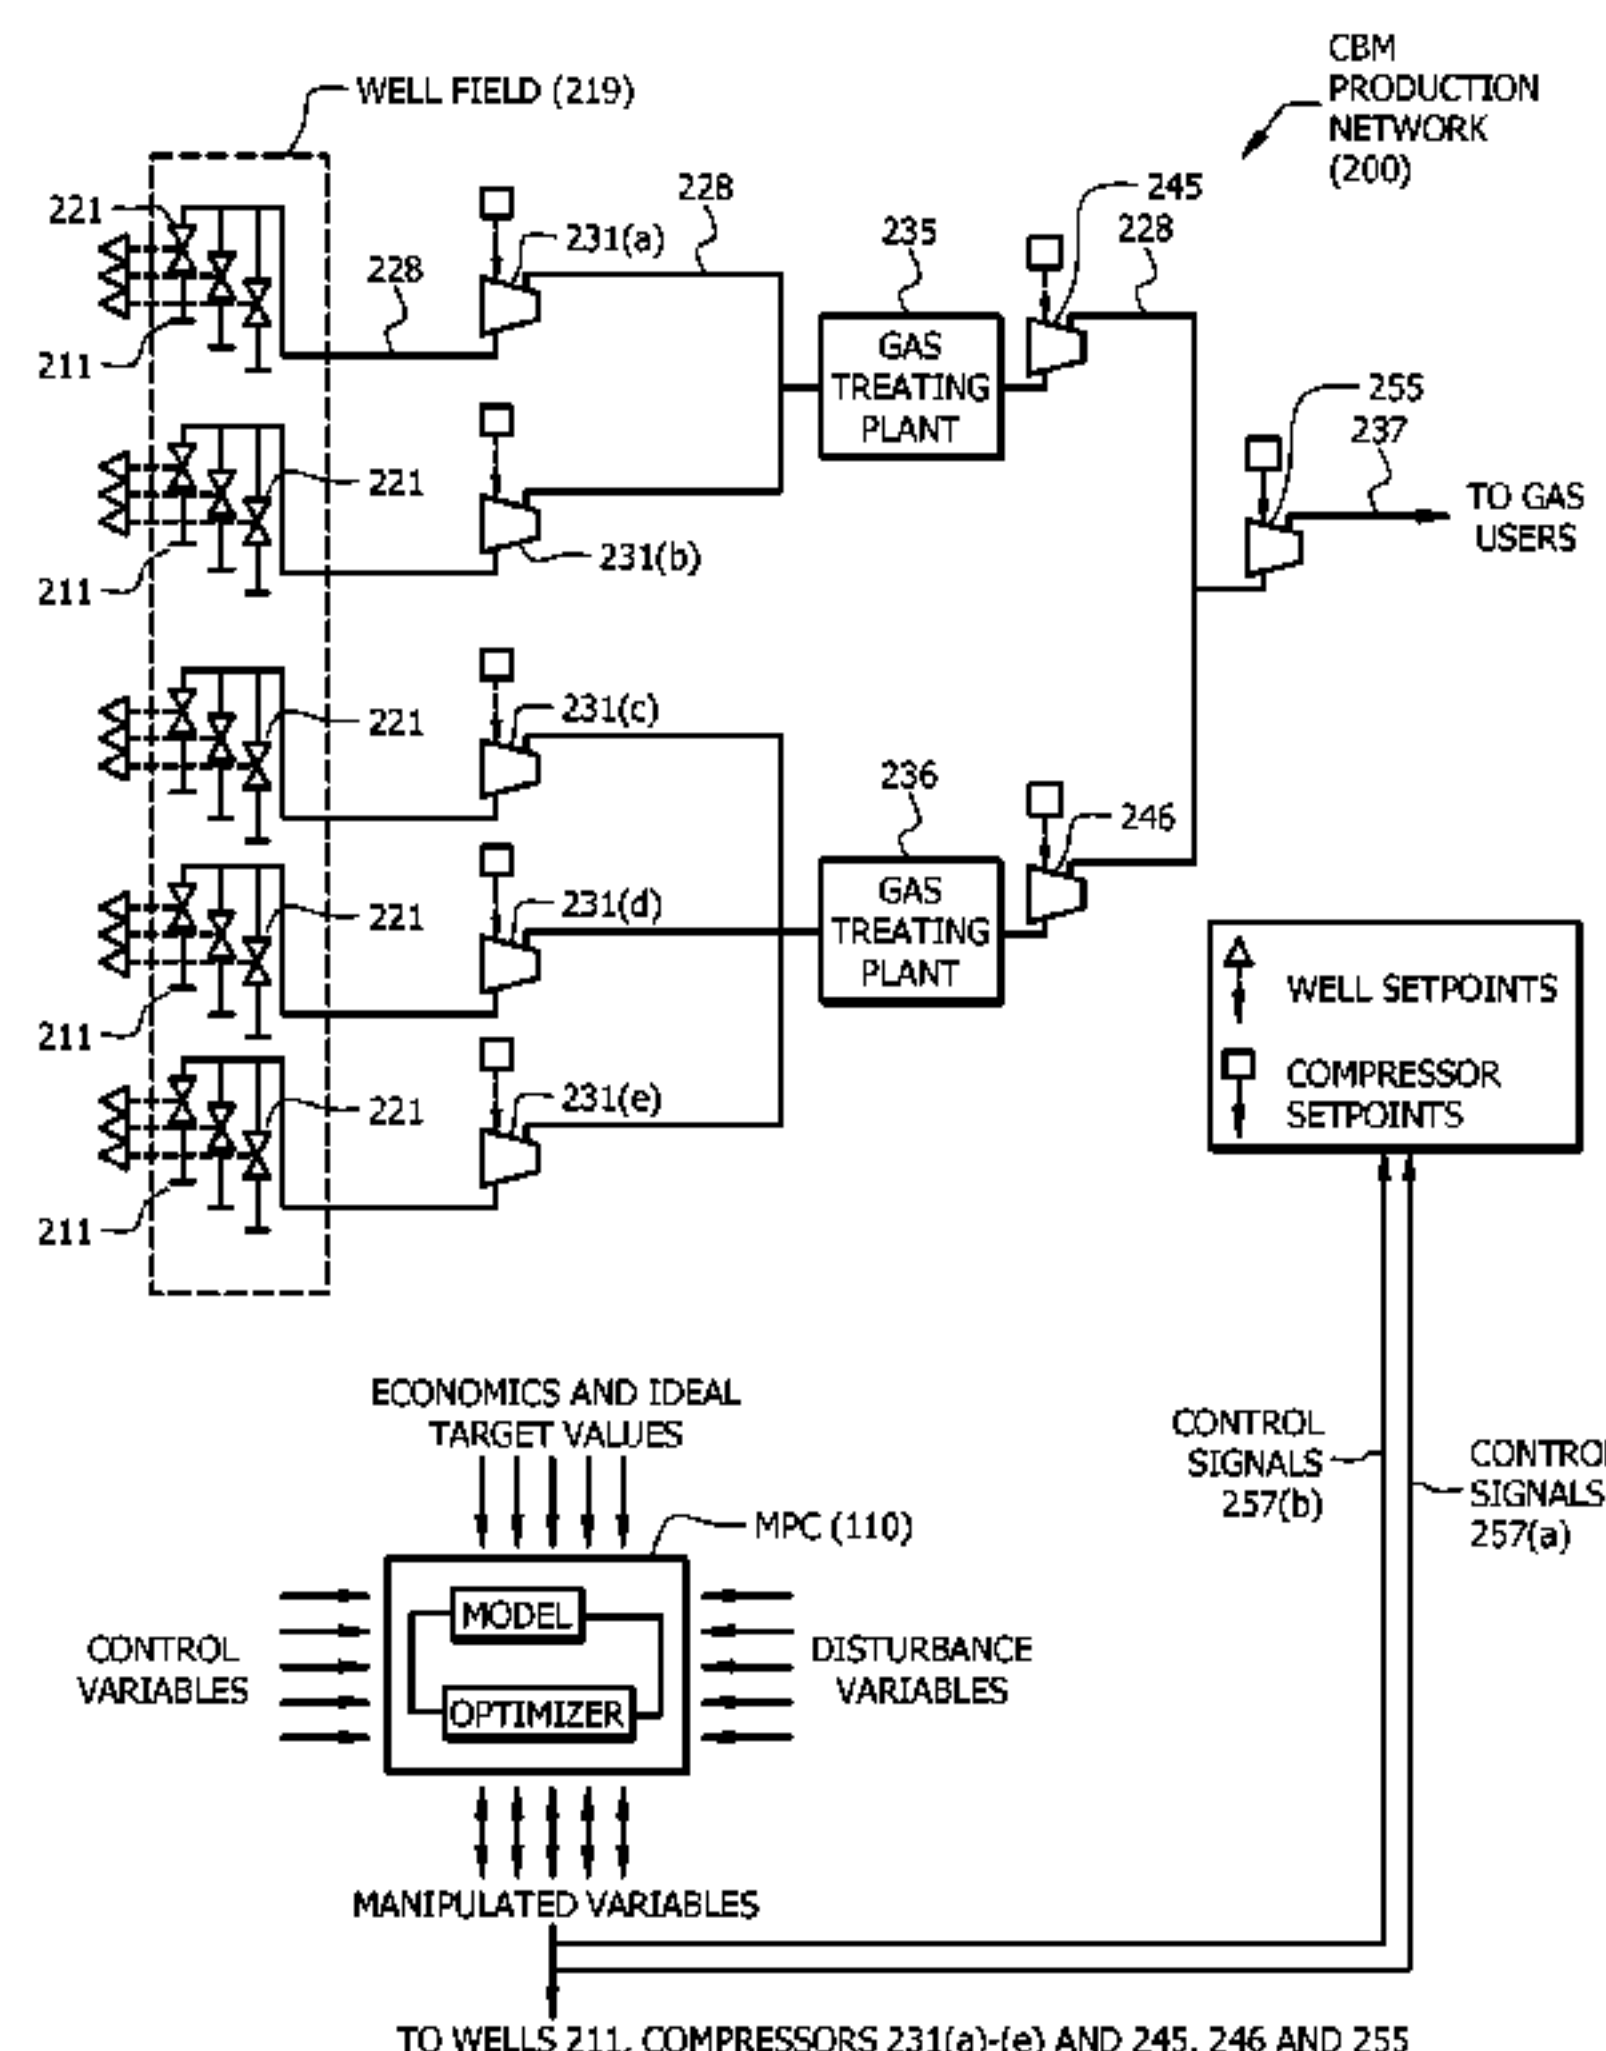 CBM
PRODUCTION
NETWORK
(200)
WELL FIELD (219)
221
228
245
228
231(a)
235
228
211
GAS
TREATING
PLANT
255
237
221
TO GAS
USERS
231(b)
211
231(c)
221
236
246
231(d)
221
GAS
TREATING
PLANT
211
WELL SETPOINTS
COMPRESSOR
SETPOINTS
231(e)
221
211
ECONOMICS AND IDEAL
TARGET VALUES
CONTROL
SIGNALS
257(b)
CONTROL
SIGNALS
257(a)
MPC (110)
MODEL
CONTROL
VARIABLES
DISTURBANCE
VARIABLES
OPTIMIZER
MANIPULATED VARIABLES
TO WELLS 211, COMPRESSORS 231(a)-(e) AND 245, 246 AND 255